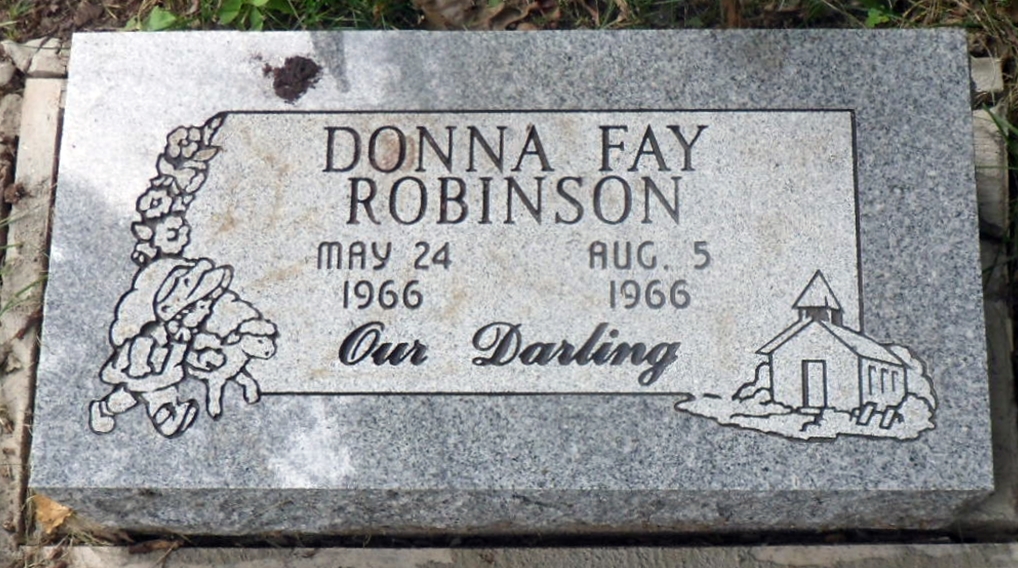 DONNA FAY
ROBINSON
MAY 24 AUG. 5
1966 1966
Our Darling